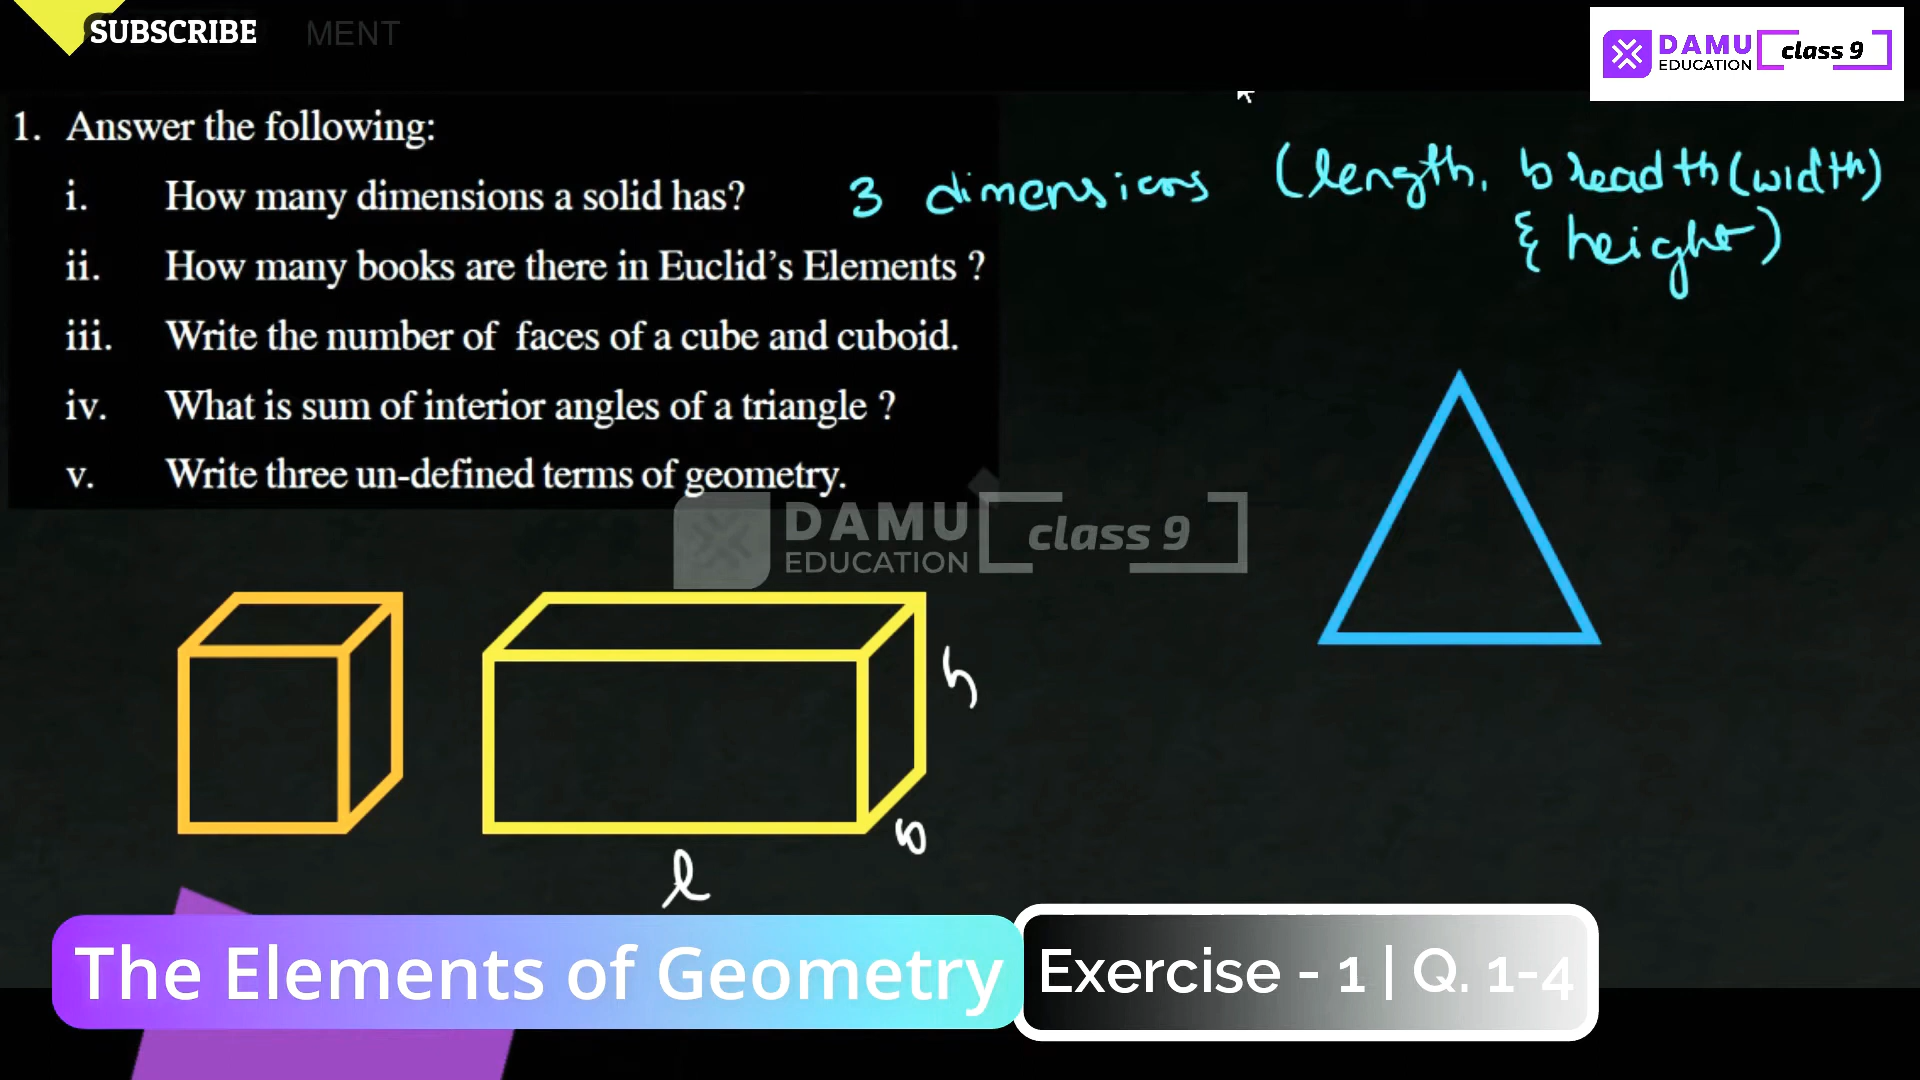 SUBSCRIBE MENT
DAMU EDUCATION class 9
1. Answer the following:
i. How many dimensions a solid has? 3 dimensions (length, breadth (width)
& height)
ii. How many books are there in Euclid’s Elements ?
iii. Write the number of faces of a cube and cuboid.
iv. What is sum of interior angles of a triangle ?
v. Write three un-defined terms of geometry.
DAMU EDUCATION class 9
h
b
l
The Elements of Geometry Exercise - 1 | Q. 1-4